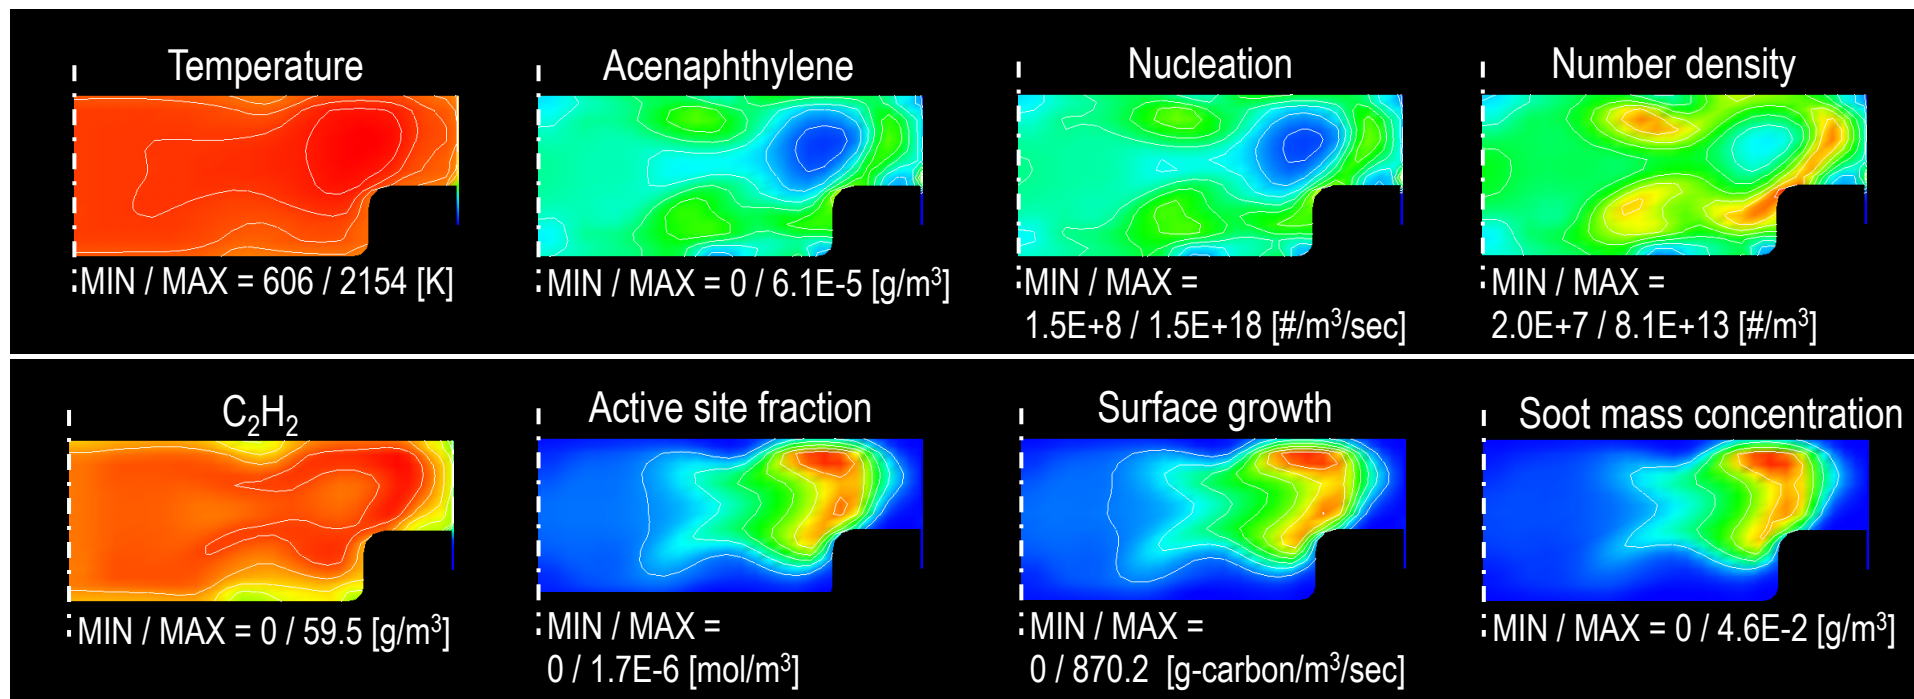 Temperature
Acenaphthylene
Nucleation
Number density
MIN / MAX = 606 / 2154 [K]
MIN / MAX = 0 / 6.1E-5 [g/m³]
MIN / MAX =
1.5E+8 / 1.5E+18 [#/m³/sec]
MIN / MAX =
2.0E+7 / 8.1E+13 [#/m³]
C₂H₂
Active site fraction
Surface growth
Soot mass concentration
MIN / MAX = 0 / 59.5 [g/m³]
MIN / MAX =
0 / 1.7E-6 [mol/m³]
MIN / MAX =
0 / 870.2 [g-carbon/m³/sec]
MIN / MAX = 0 / 4.6E-2 [g/m³]